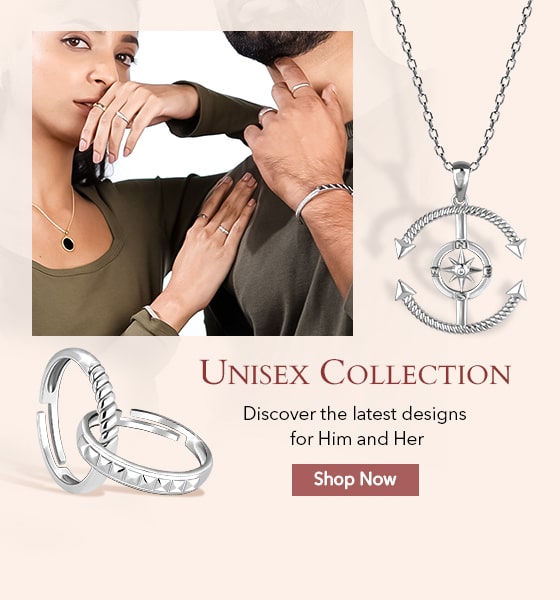 UNISEX COLLECTION
Discover the latest designs
for Him and Her
Shop Now